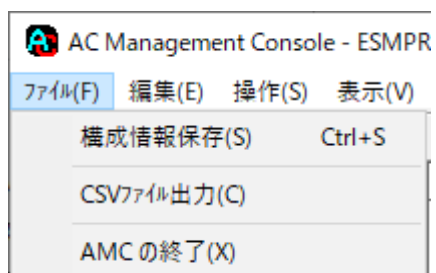 AC Management Console - ESMPR
ﾌｧｲﾙ(F) 編集(E) 操作(S) 表示(V)
構成情報保存(S) Ctrl+S
CSVﾌｧｲﾙ出力(C)
AMC の終了(X)